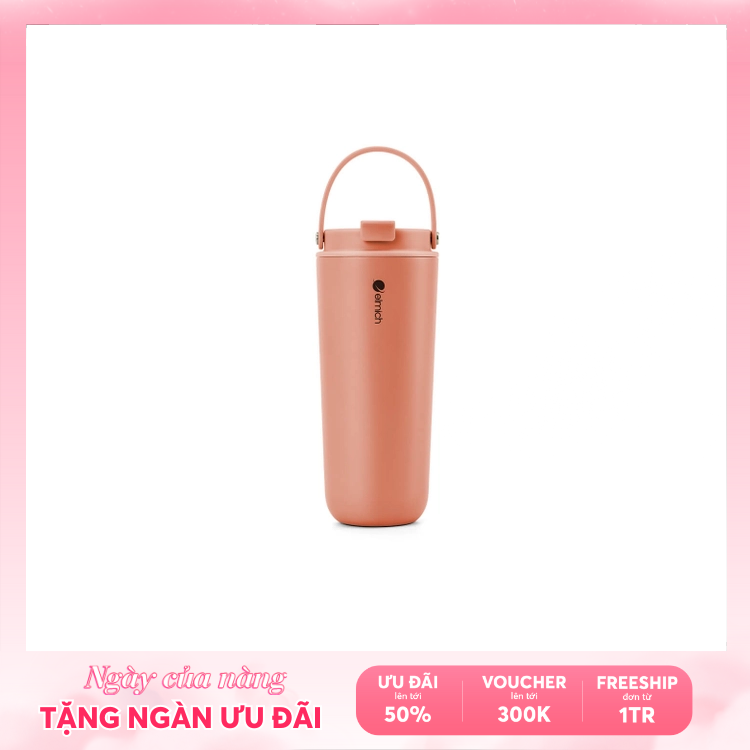 elmich
Ngày của nàng
TẶNG NGÀN ƯU ĐÃI
ƯU ĐÃI
lên tới
50%
VOUCHER
lên tới
300K
FREESHIP
đơn từ
1TR